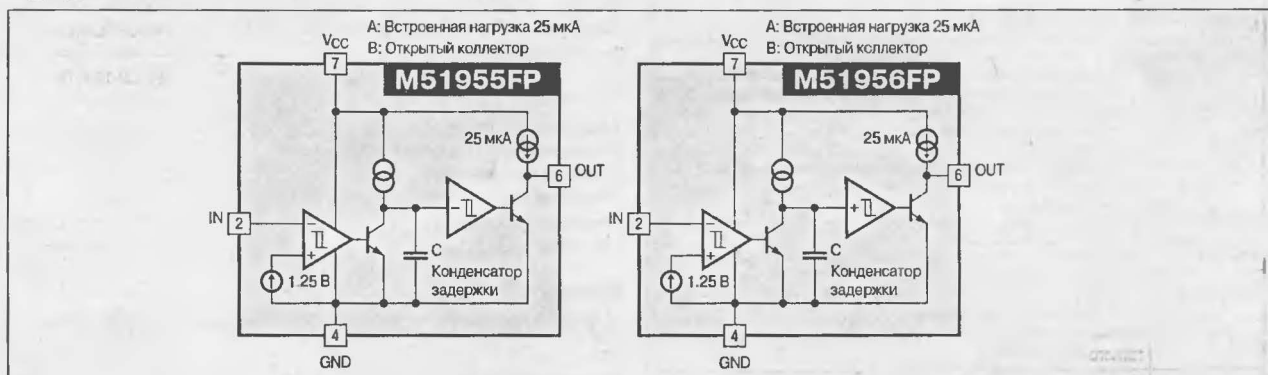 A: Встроенная нагрузка 25 мкА
B: Открытый коллектор
VCC
7
M51955FP
25 мкА
6
OUT
IN
2
−
+
−
C
1.25 В
Конденсатор
задержки
4
GND
A: Встроенная нагрузка 25 мкА
B: Открытый коллектор
VCC
7
M51956FP
25 мкА
6
OUT
IN
2
−
+
+
C
1.25 В
Конденсатор
задержки
4
GND